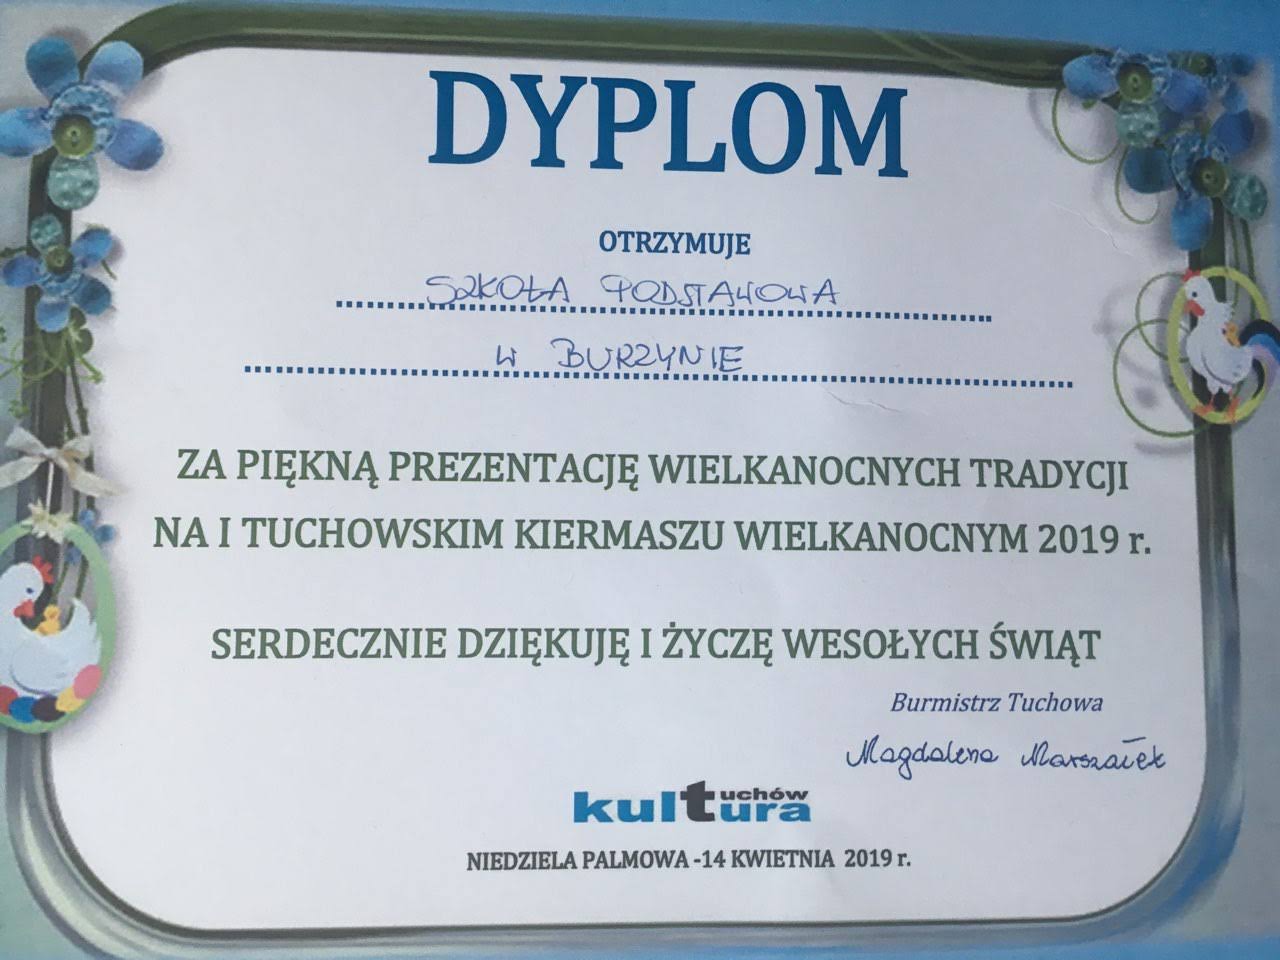 DYPLOM
OTRZYMUJE
SZKOŁA PODSTAWOWA
W BURZYNIE
ZA PIĘKNĄ PREZENTACJĘ WIELKANOCNYCH TRADYCJI
NA I TUCHOWSKIM KIERMASZU WIELKANOCNYM 2019 r.
SERDECZNIE DZIĘKUJĘ I ŻYCZĘ WESOŁYCH ŚWIĄT
Burmistrz Tuchowa
Magdalena Marszałek
kultura tuchów
NIEDZIELA PALMOWA -14 KWIETNIA 2019 r.